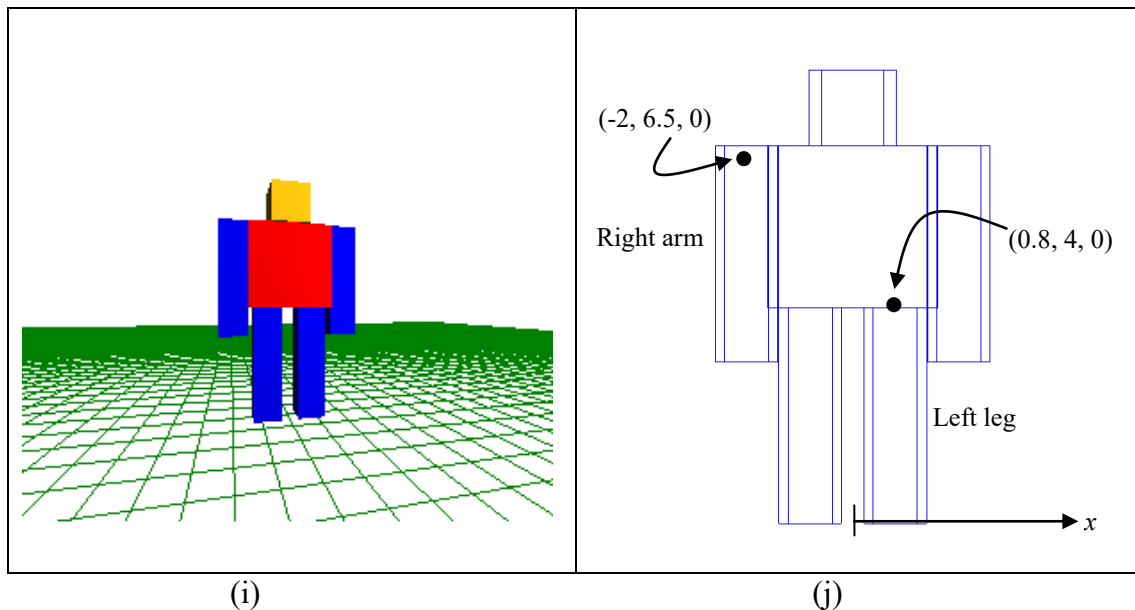 (-2, 6.5, 0)
Right arm
(0.8, 4, 0)
Left leg
x
(i)
(j)